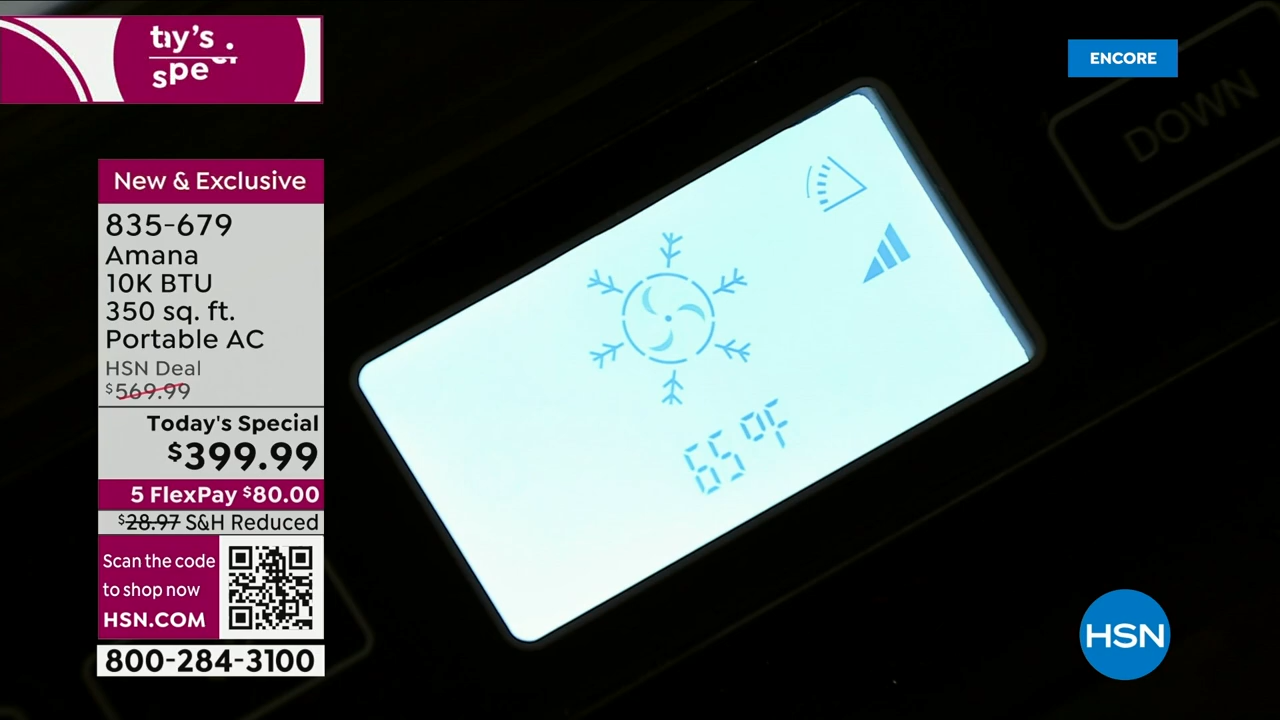 ty's
spe
ENCORE
DOWN
New & Exclusive
835-679
Amana
10K BTU
350 sq. ft.
Portable AC
HSN Deal
$569.99
Today's Special
$399.99
5 FlexPay $80.00
$28.97 S&H Reduced
Scan the code
to shop now
HSN.COM
800-284-3100
65°F
HSN